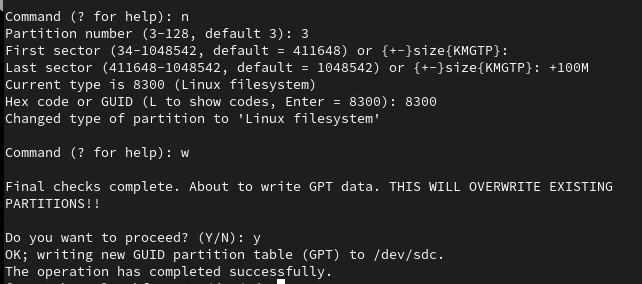 Command (? for help): n
Partition number (3-128, default 3): 3
First sector (34-1048542, default = 411648) or {+-}size{KMGTP}:
Last sector (411648-1048542, default = 1048542) or {+-}size{KMGTP}: +100M
Current type is 8300 (Linux filesystem)
Hex code or GUID (L to show codes, Enter = 8300): 8300
Changed type of partition to 'Linux filesystem'
Command (? for help): w
Final checks complete. About to write GPT data. THIS WILL OVERWRITE EXISTING
PARTITIONS!!
Do you want to proceed? (Y/N): y
OK; writing new GUID partition table (GPT) to /dev/sdc.
The operation has completed successfully.